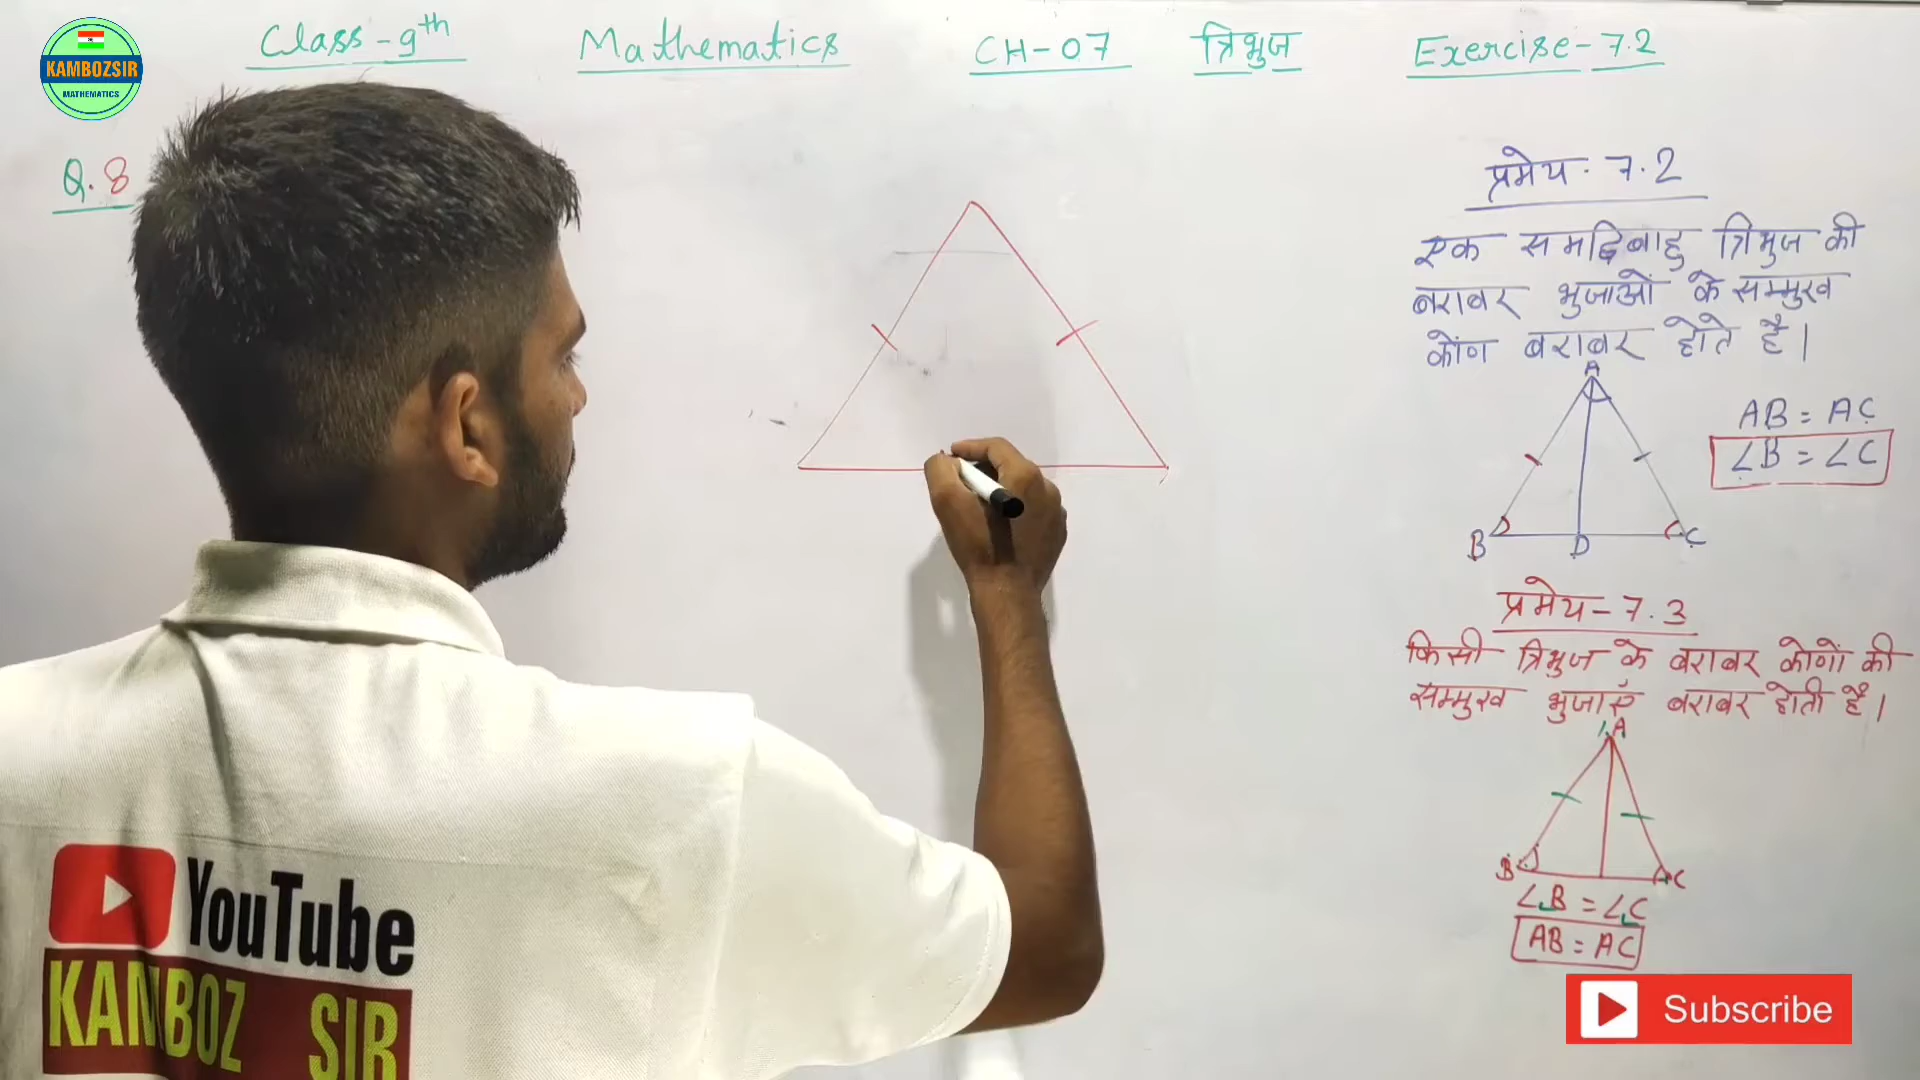 KAMBOZSIR
MATHEMATICS
Class-9th Mathematics CH-07 त्रिभुज Exercise-7.2
Q.8
प्रमेय-7.2
एक समद्विबाहु त्रिभुज की
बराबर भुजाओं के सम्मुख
कोंण बराबर होते है।
A
AB = AC
∠B = ∠C
B D C
प्रमेय-7.3
किसी त्रिभुज के बराबर कोणों की
सम्मुख भुजाएं बराबर होती है।
A
B C
∠B = ∠C
AB = AC
YouTube
KAMBOZ SIR
Subscribe